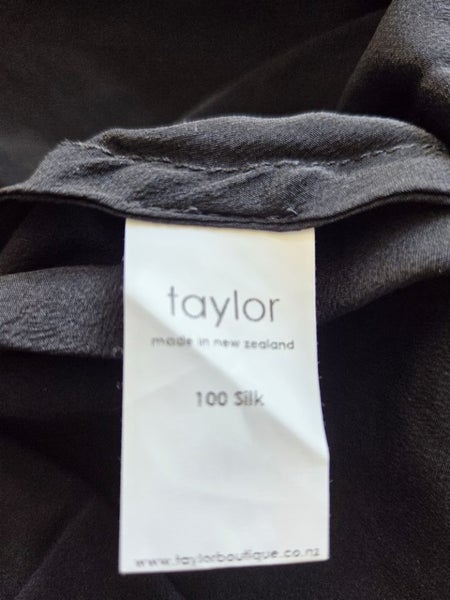 taylor
made in new zealand
100 Silk
www.taylorboutique.co.nz